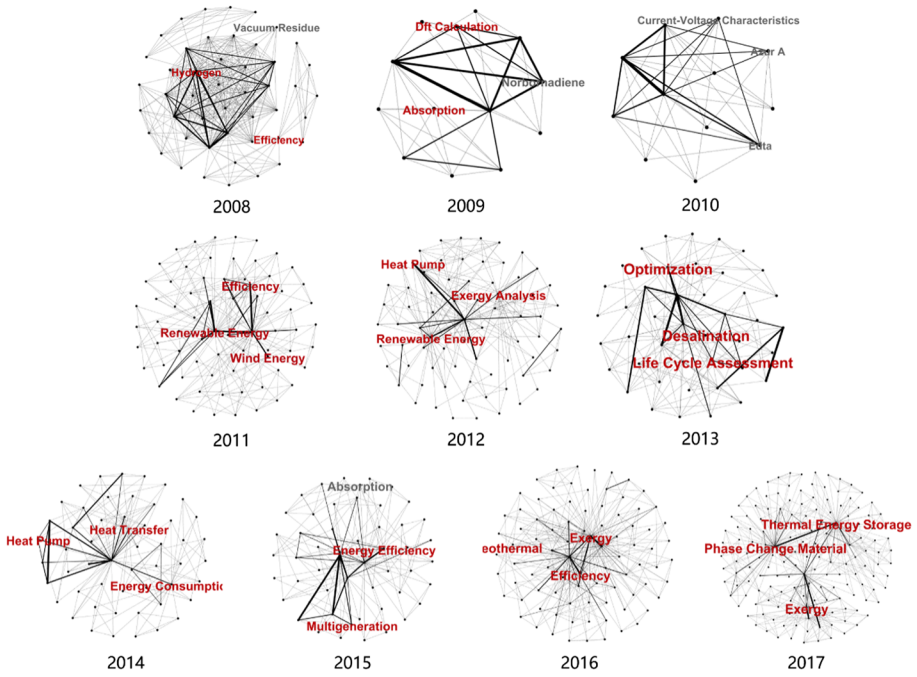 Vacuum Residue
Hydrogen
Efficiency
2008
Dft Calculation
Norbornadiene
Absorption
2009
Current-Voltage Characteristics
Azur A
Edta
2010
Efficiency
Renewable Energy
Wind Energy
2011
Heat Pump
Exergy Analysis
Renewable Energy
2012
Optimization
Desalination
Life Cycle Assessment
2013
Heat Transfer
Heat Pump
Energy Consumptic
2014
Absorption
Energy Efficiency
Multigeneration
2015
Exergy
eothermal
Efficiency
2016
Thermal Energy Storage
Phase Change Material
Exergy
2017